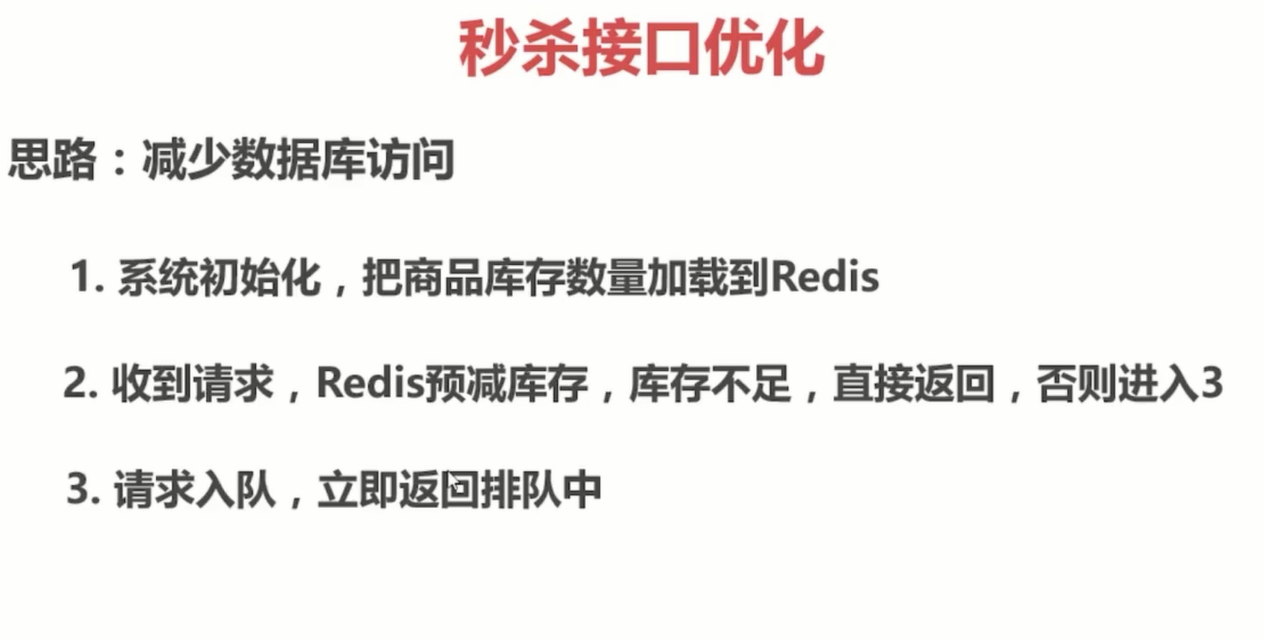 秒杀接口优化
思路：减少数据库访问
1. 系统初始化，把商品库存数量加载到Redis
2. 收到请求，Redis预减库存，库存不足，直接返回，否则进入3
3. 请求入队，立即返回排队中